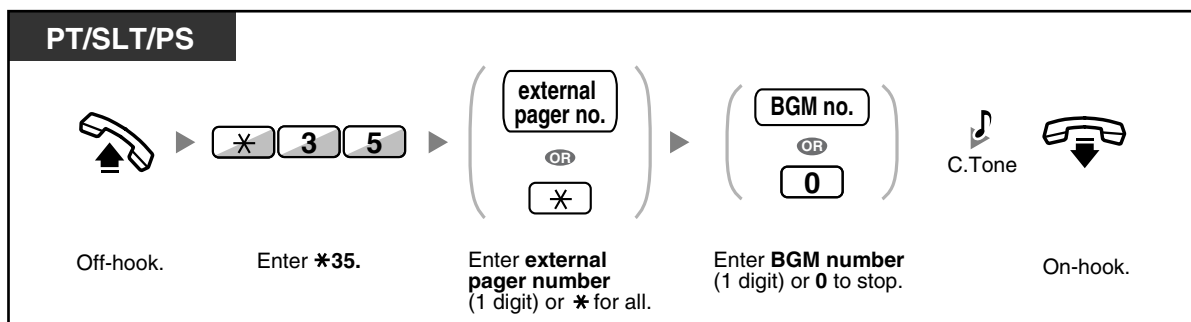 PT/SLT/PS
external
pager no.
OR
*
BGM no.
OR
0
* 3 5
C.Tone
Off-hook.
Enter *35.
Enter external
pager number
(1 digit) or * for all.
Enter BGM number
(1 digit) or 0 to stop.
On-hook.